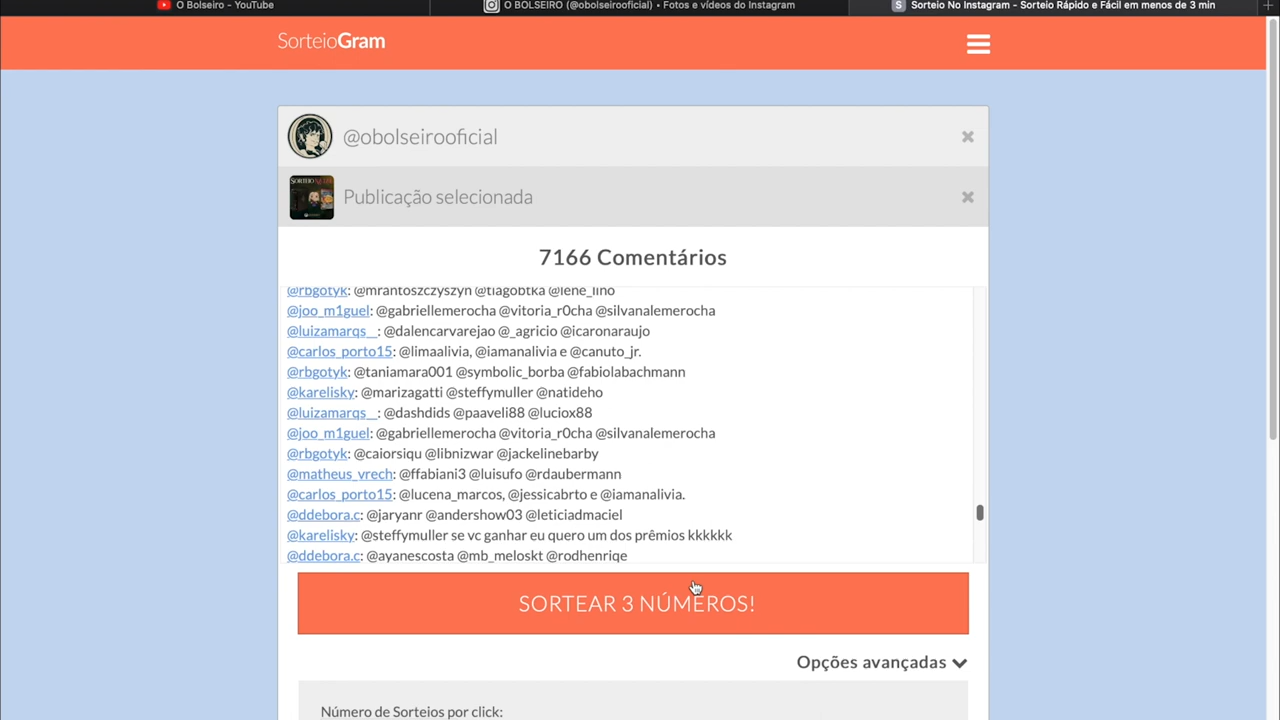 O Bolseiro - YouTube
O BOLSEIRO (@obolseirooficial) • Fotos e vídeos do Instagram
S Sorteio No Instagram - Sorteio Rápido e Fácil em menos de 3 min
SorteioGram
@obolseirooficial
Publicação selecionada
7166 Comentários
@rbgotyk: @mrantoszczyszyn @tiagobtka @lene_lino
@joo_m1guel: @gabriellemerocha @vitoria_r0cha @silvanalemerocha
@luizamarqs__: @dalencarvarejao @_agricio @icaronaraujo
@carlos_porto15: @limaalivia, @iamanalivia e @canuto_jr.
@rbgotyk: @taniamara001 @symbolic_borba @fabiolabachmann
@karelisky: @marizagatti @steffymuller @natideho
@luizamarqs__: @dashdids @paaveli88 @luciox88
@joo_m1guel: @gabriellemerocha @vitoria_r0cha @silvanalemerocha
@rbgotyk: @caiorsiqu @libnizwar @jackelinebarby
@matheus_vrech: @ffabiani3 @luisufo @rdaubermann
@carlos_porto15: @lucena_marcos, @jessicabrto e @iamanalivia.
@ddebora.c: @jaryanr @andershow03 @leticiadmaciel
@karelisky: @steffymuller se vc ganhar eu quero um dos prêmios kkkkkk
@ddebora.c: @ayanescosta @mb_meloskt @rodhenriqe
SORTEAR 3 NÚMEROS!
Opções avançadas
Número de Sorteios por click: